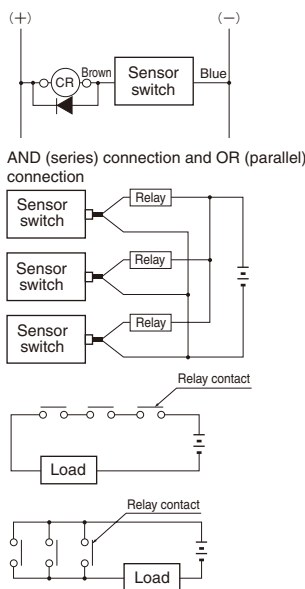 (+) (−)
CR
Brown
Sensor
switch
Blue
AND (series) connection and OR (parallel)
connection
Sensor
switch
Relay
Sensor
switch
Relay
Sensor
switch
Relay
Relay contact
Load
Relay contact
Load